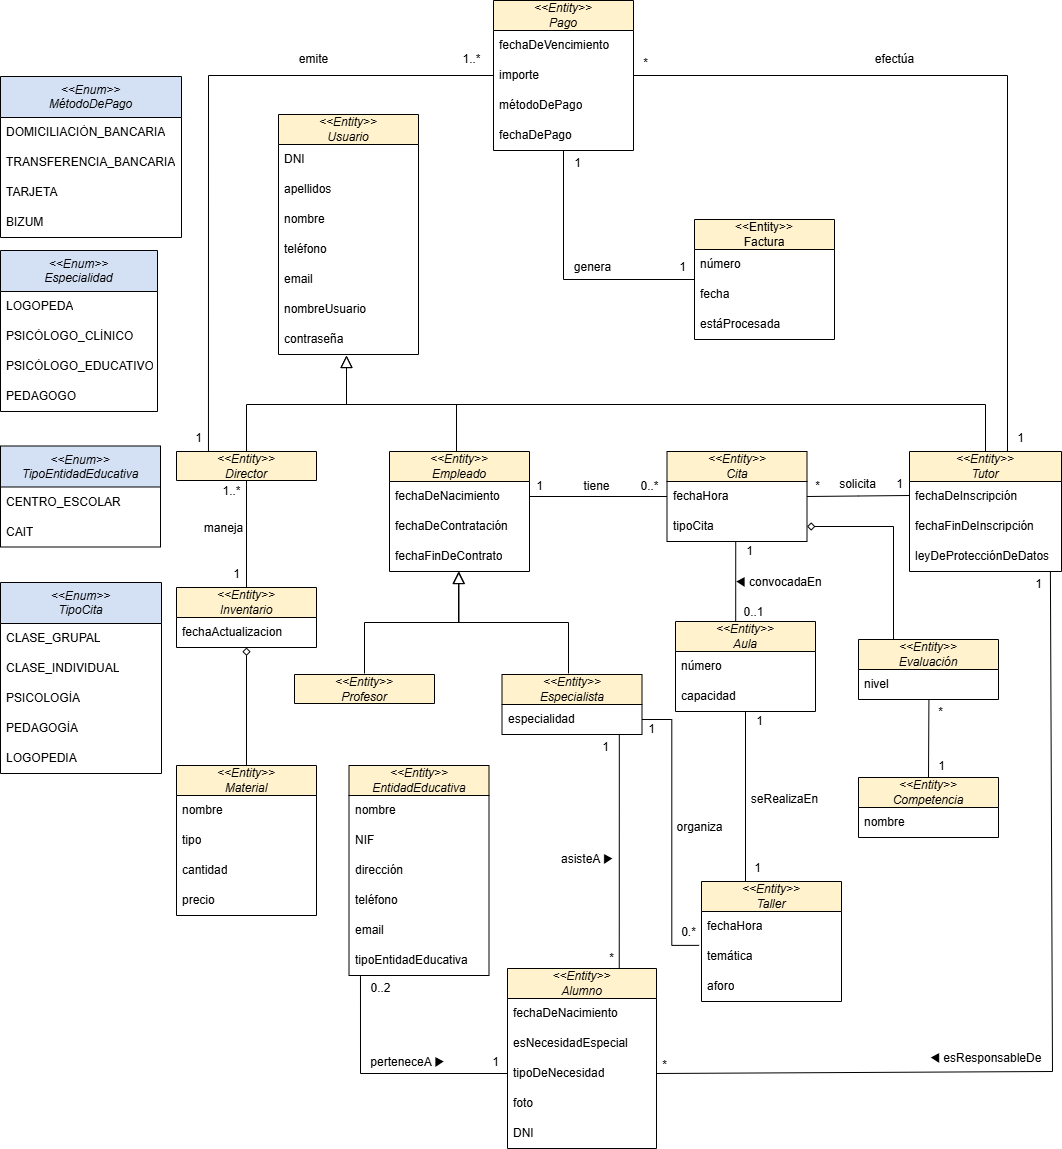 <<Entity>>
Pago
fechaDeVencimiento
importe
métodoDePago
fechaDePago
emite
1..*
*
efectúa
<<Enum>>
MétodoDePago
DOMICILIACIÓN_BANCARIA
TRANSFERENCIA_BANCARIA
TARJETA
BIZUM
<<Entity>>
Usuario
DNI
apellidos
nombre
teléfono
email
nombreUsuario
contraseña
1
genera
1
<<Entity>>
Factura
número
fecha
estáProcesada
<<Enum>>
Especialidad
LOGOPEDA
PSICÓLOGO_CLÍNICO
PSICÓLOGO_EDUCATIVO
PEDAGOGO
1
1
<<Enum>>
TipoEntidadEducativa
CENTRO_ESCOLAR
CAIT
<<Entity>>
Director
1..*
maneja
1
<<Entity>>
Empleado
fechaDeNacimiento
fechaDeContratación
fechaFinDeContrato
1
tiene
0..*
<<Entity>>
Cita
fechaHora
tipoCita
*
solicita
1
<<Entity>>
Tutor
fechaDeInscripción
fechaFinDeInscripción
leyDeProtecciónDeDatos
1
1
◀ convocadaEn
0..1
<<Enum>>
TipoCita
CLASE_GRUPAL
CLASE_INDIVIDUAL
PSICOLOGÍA
PEDAGOGÍA
LOGOPEDIA
<<Entity>>
Inventario
fechaActualizacion
<<Entity>>
Aula
número
capacidad
1
<<Entity>>
Evaluación
nivel
*
1
<<Entity>>
Profesor
<<Entity>>
Especialista
especialidad
1
1
<<Entity>>
Material
nombre
tipo
cantidad
precio
<<Entity>>
EntidadEducativa
nombre
NIF
dirección
teléfono
email
tipoEntidadEducativa
0..2
<<Entity>>
Competencia
nombre
seRealizaEn
organiza
asisteA ▶
1
0.*
*
<<Entity>>
Taller
fechaHora
temática
aforo
<<Entity>>
Alumno
fechaDeNacimiento
esNecesidadEspecial
tipoDeNecesidad
foto
DNI
perteneceA ▶
1
*
◀ esResponsableDe